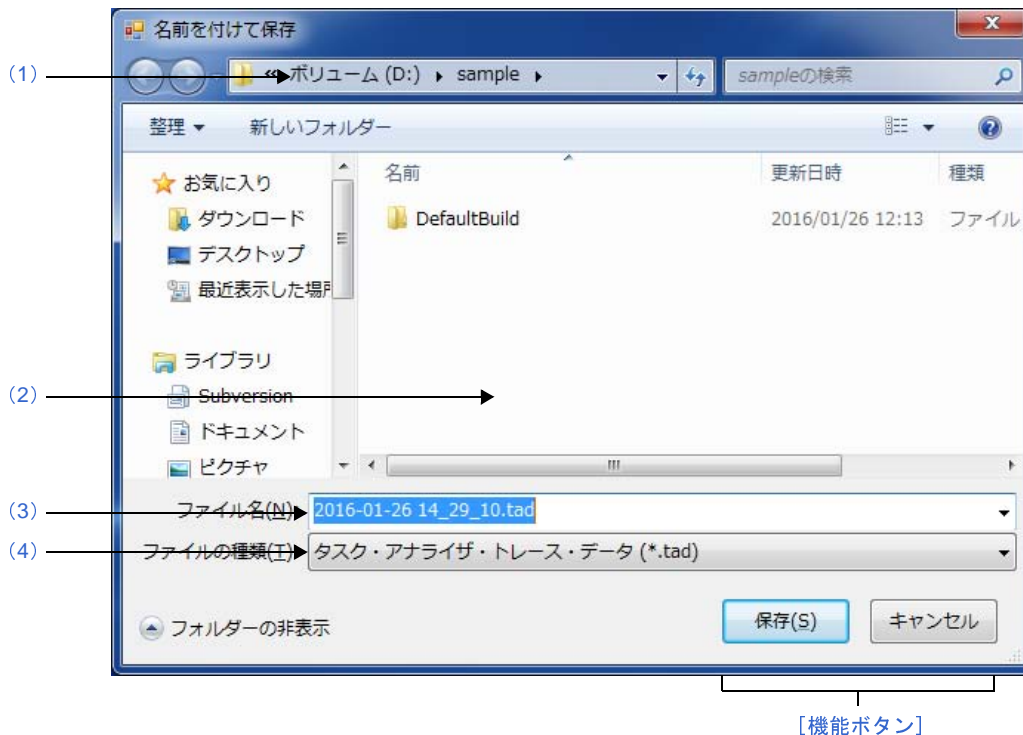 名前を付けて保存
(1)
« ボリューム (D:) ▸ sample ▸
sampleの検索
整理 ▼ 新しいフォルダー
名前 更新日時 種類
お気に入り
ダウンロード
デスクトップ
最近表示した場所
DefaultBuild 2016/01/26 12:13 ファイル
ライブラリ
(2)
Subversion
ドキュメント
ピクチャ
(3)
ファイル名(N): 2016-01-26 14_29_10.tad
(4)
ファイルの種類(T): タスク・アナライザ・トレース・データ (*.tad)
フォルダーの非表示
保存(S) キャンセル
[機能ボタン]